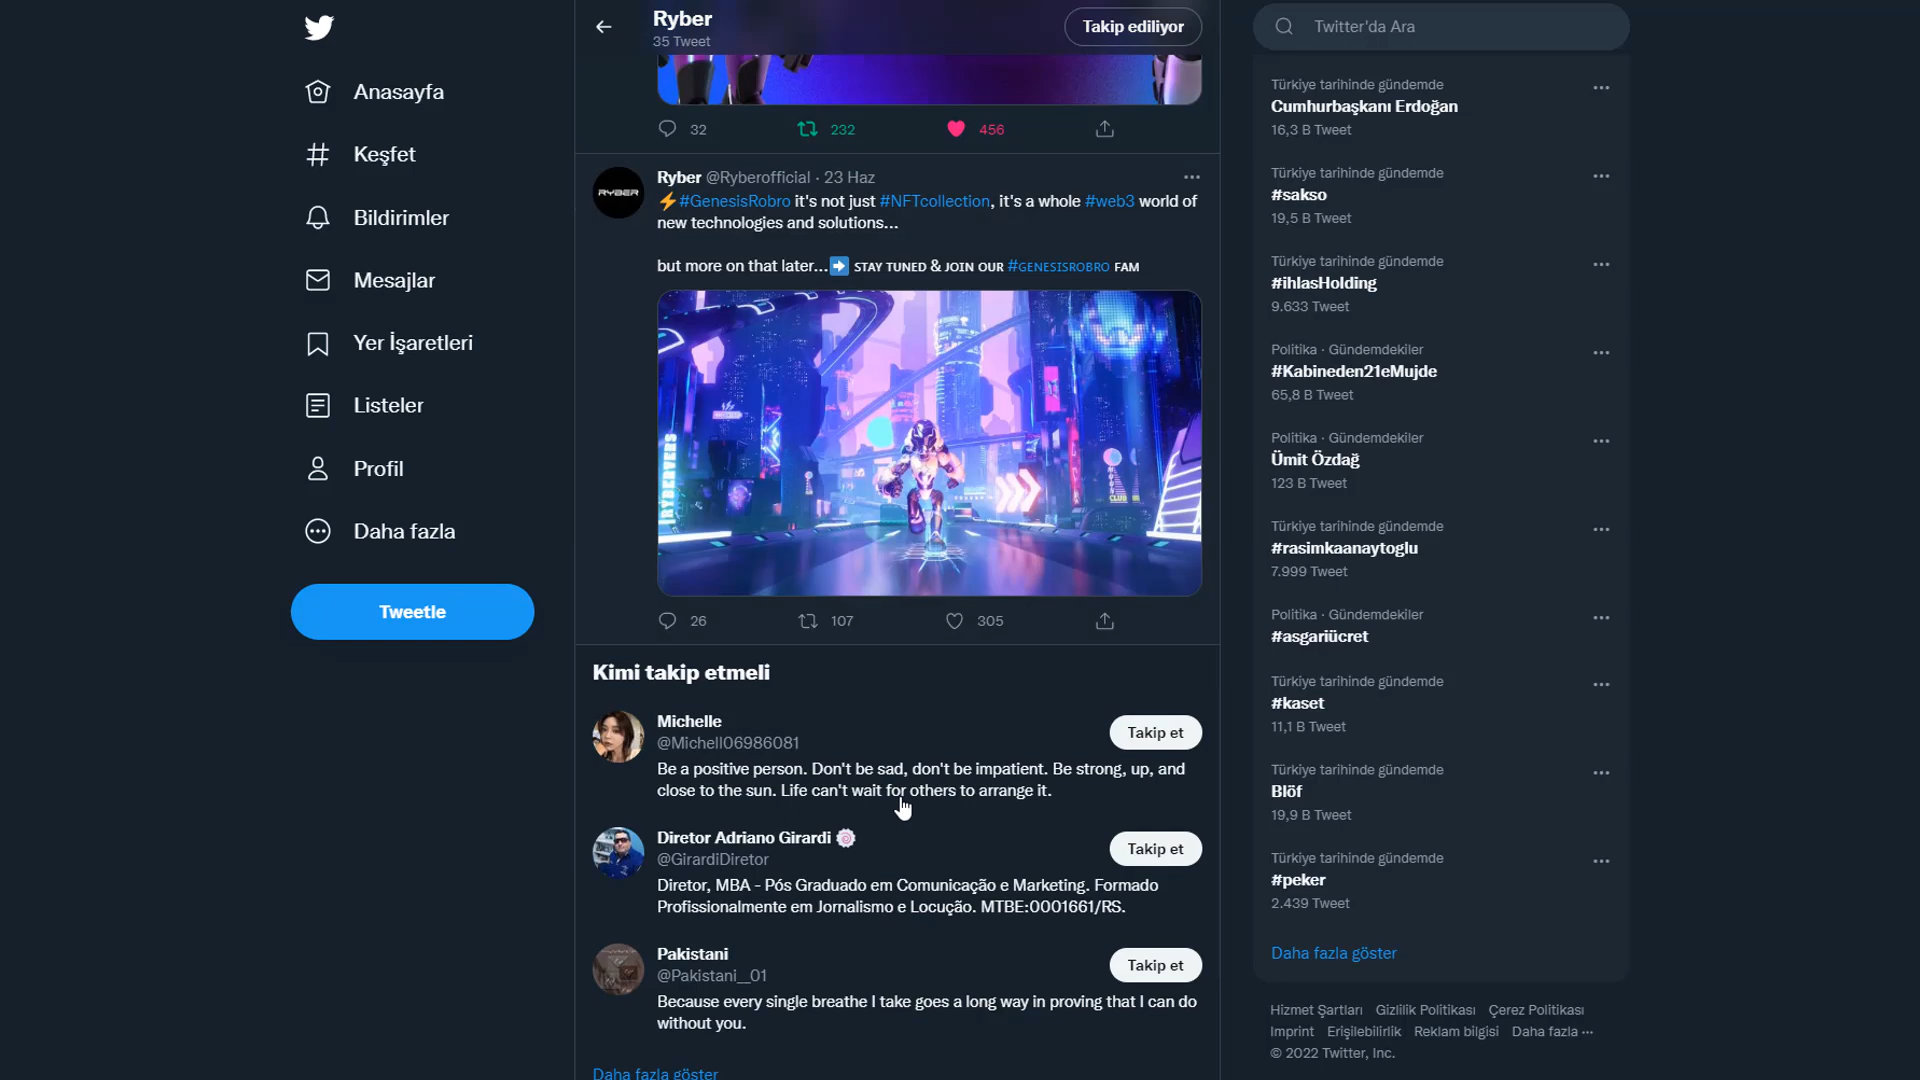 Anasayfa
Keşfet
Bildirimler
Mesajlar
Yer İşaretleri
Listeler
Profil
Daha fazla
Tweetle
Ryber
35 Tweet
Takip ediliyor
32
232
456
RYBER
Ryber @Ryberofficial · 23 Haz
⚡#GenesisRobro it's not just #NFTcollection, it's a whole #web3 world of
new technologies and solutions...
but more on that later...➡ STAY TUNED & JOIN OUR #GENESISROBRO FAM
RYBERVERS
CLUB
26
107
305
Kimi takip etmeli
Michelle
@Michell06986081
Takip et
Be a positive person. Don't be sad, don't be impatient. Be strong, up, and
close to the sun. Life can't wait for others to arrange it.
Diretor Adriano Girardi 🍥
@GirardiDiretor
Takip et
Diretor, MBA - Pós Graduado em Comunicação e Marketing. Formado
Profissionalmente em Jornalismo e Locução. MTBE:0001661/RS.
Pakistani
@Pakistani__01
Takip et
Because every single breathe I take goes a long way in proving that I can do
without you.
Daha fazla göster
Twitter'da Ara
Türkiye tarihinde gündemde
Cumhurbaşkanı Erdoğan
16,3 B Tweet
Türkiye tarihinde gündemde
#sakso
19,5 B Tweet
Türkiye tarihinde gündemde
#ihlasHolding
9.633 Tweet
Politika · Gündemdekiler
#Kabineden21eMujde
65,8 B Tweet
Politika · Gündemdekiler
Ümit Özdağ
123 B Tweet
Türkiye tarihinde gündemde
#rasimkaanaytoglu
7.999 Tweet
Politika · Gündemdekiler
#asgariücret
Türkiye tarihinde gündemde
#kaset
11,1 B Tweet
Türkiye tarihinde gündemde
Blöf
19,9 B Tweet
Türkiye tarihinde gündemde
#peker
2.439 Tweet
Daha fazla göster
Hizmet Şartları Gizlilik Politikası Çerez Politikası
Imprint Erişilebilirlik Reklam bilgisi Daha fazla ···
© 2022 Twitter, Inc.